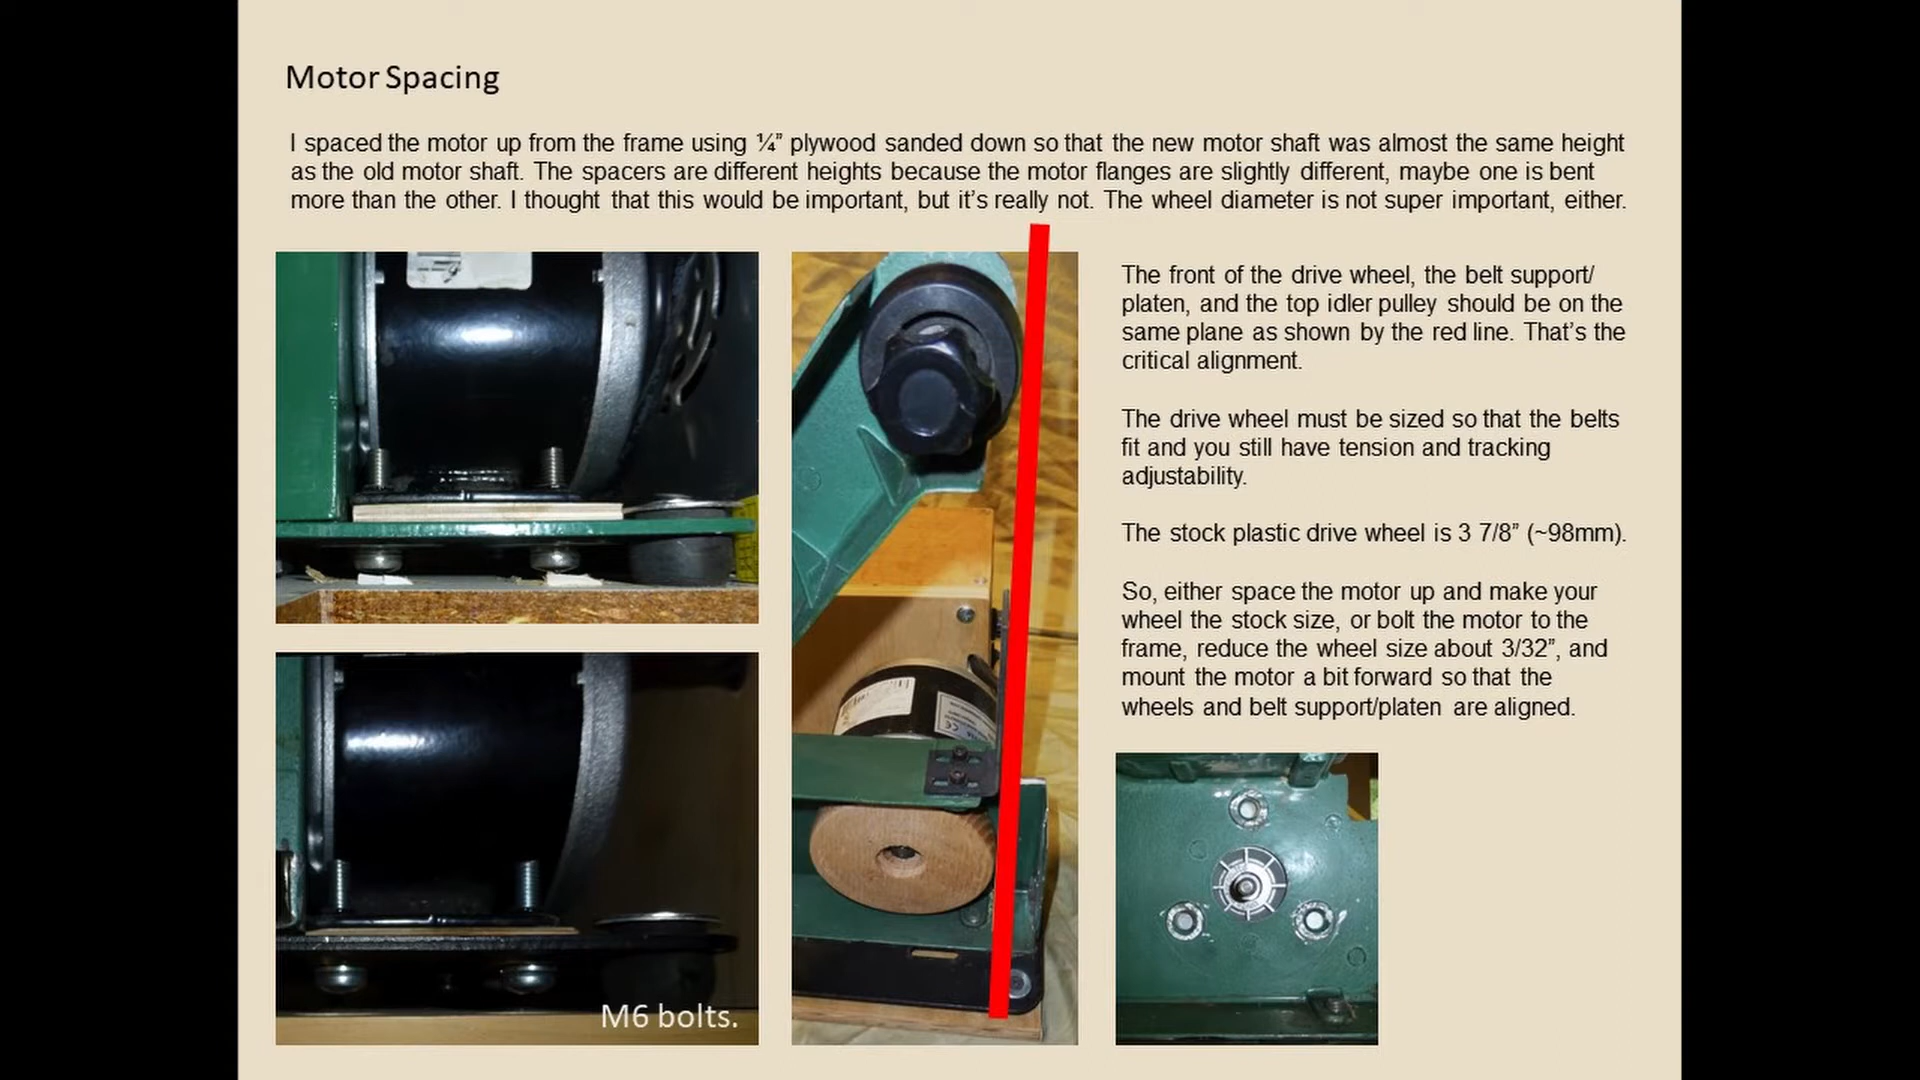 Motor Spacing
I spaced the motor up from the frame using ¼” plywood sanded down so that the new motor shaft was almost the same height
as the old motor shaft. The spacers are different heights because the motor flanges are slightly different, maybe one is bent
more than the other. I thought that this would be important, but it’s really not. The wheel diameter is not super important, either.
The front of the drive wheel, the belt support/
platen, and the top idler pulley should be on the
same plane as shown by the red line. That’s the
critical alignment.
The drive wheel must be sized so that the belts
fit and you still have tension and tracking
adjustability.
The stock plastic drive wheel is 3 7/8” (~98mm).
So, either space the motor up and make your
wheel the stock size, or bolt the motor to the
frame, reduce the wheel size about 3/32”, and
mount the motor a bit forward so that the
wheels and belt support/platen are aligned.
M6 bolts.